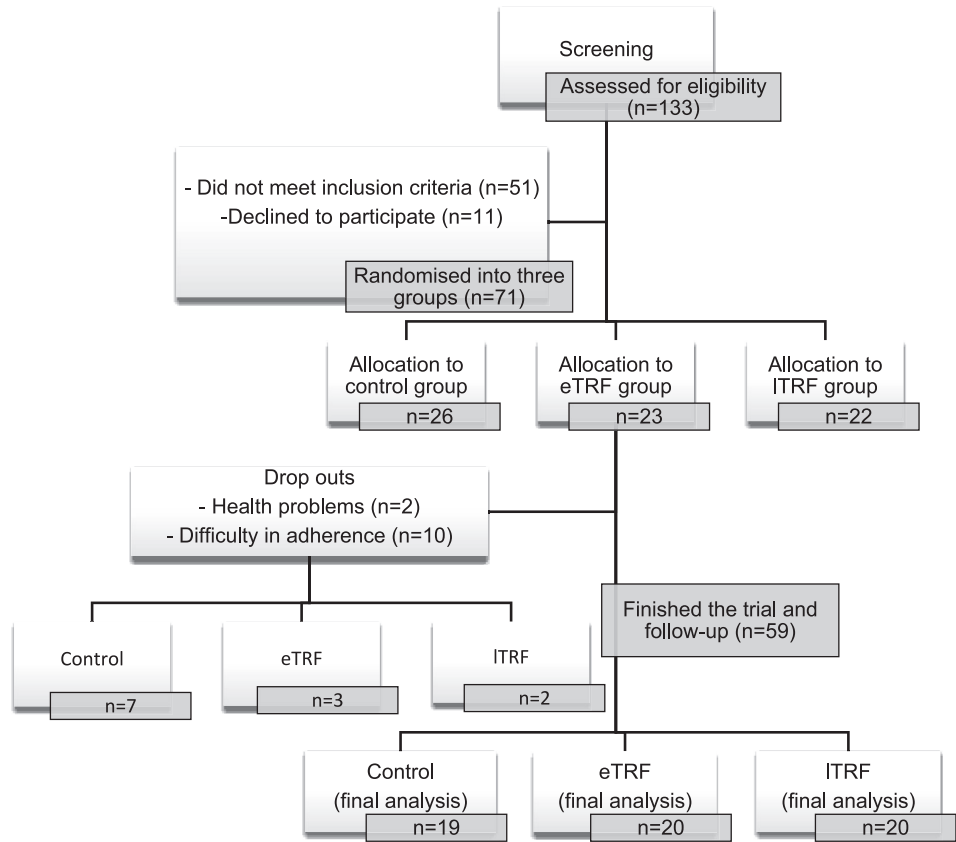 Screening
Assessed for eligibility
(n=133)
- Did not meet inclusion criteria (n=51)
-Declined to participate (n=11)
Randomised into three
groups (n=71)
Allocation to
control group
n=26
Allocation to
eTRF group
n=23
Allocation to
lTRF group
n=22
Drop outs
- Health problems (n=2)
- Difficulty in adherence (n=10)
Finished the trial and
follow-up (n=59)
Control
n=7
eTRF
n=3
lTRF
n=2
Control
(final analysis)
n=19
eTRF
(final analysis)
n=20
lTRF
(final analysis)
n=20